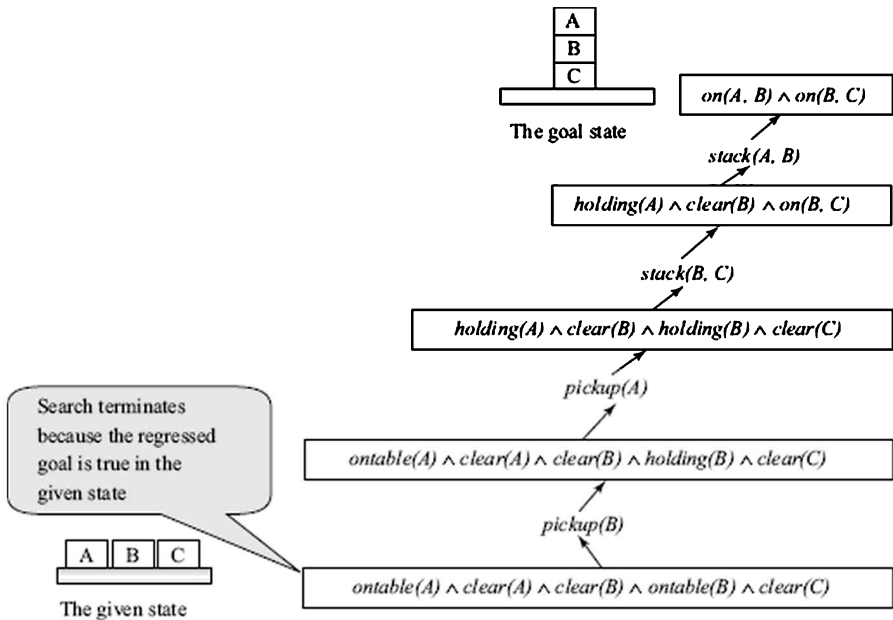 A
B
C
The goal state
on(A, B) ∧ on(B, C)
stack(A, B)
holding(A) ∧ clear(B) ∧ on(B, C)
stack(B, C)
holding(A) ∧ clear(B) ∧ holding(B) ∧ clear(C)
pickup(A)
Search terminates
because the regressed
goal is true in the
given state
ontable(A) ∧ clear(A) ∧ clear(B) ∧ holding(B) ∧ clear(C)
pickup(B)
A B C
The given state
ontable(A) ∧ clear(A) ∧ clear(B) ∧ ontable(B) ∧ clear(C)